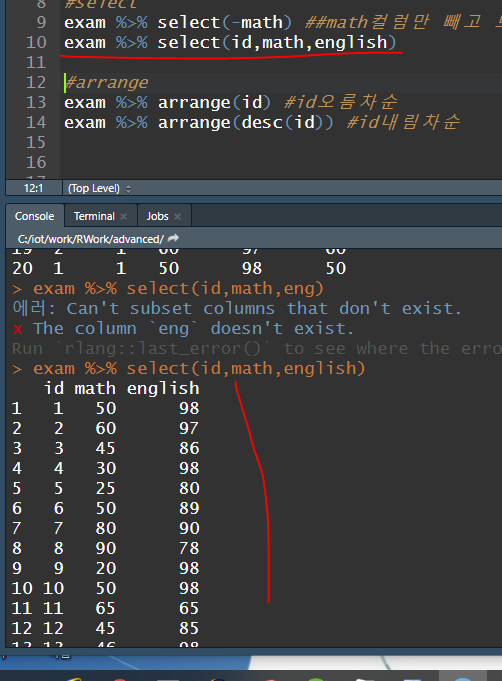 8 #select
9 exam %>% select(-math) ##math컬럼만 빼고
10 exam %>% select(id,math,english)
11
12 #arrange
13 exam %>% arrange(id) #id오름차순
14 exam %>% arrange(desc(id)) #id내림차순
15
16
12:1 (Top Level)
Console Terminal Jobs
C:/iot/work/RWork/advanced/
19 2 1 60 97 60
20 1 1 50 98 50
> exam %>% select(id,math,eng)
에러: Can't subset columns that don't exist.
x The column `eng` doesn't exist.
Run `rlang::last_error()` to see where the erro
> exam %>% select(id,math,english)
id math english
1 1 50 98
2 2 60 97
3 3 45 86
4 4 30 98
5 5 25 80
6 6 50 89
7 7 80 90
8 8 90 78
9 9 20 98
10 10 50 98
11 11 65 65
12 12 45 85
13 13 46 98